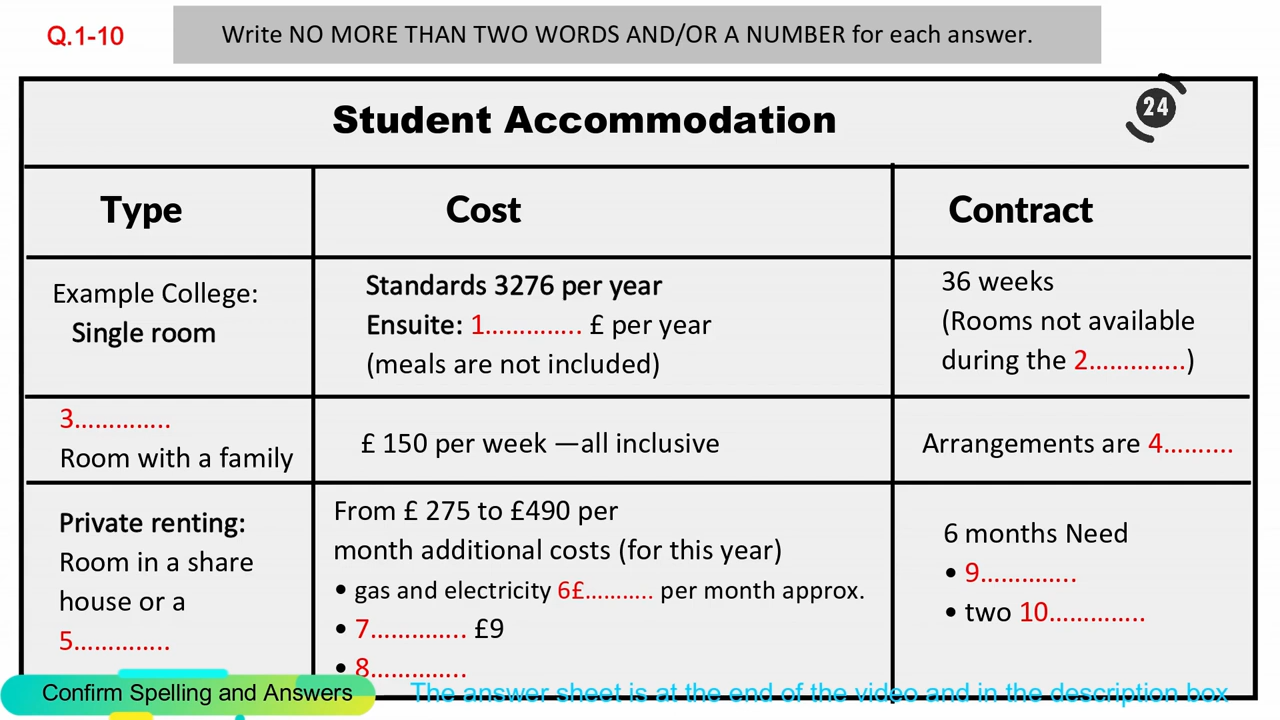 Q.1-10
Write NO MORE THAN TWO WORDS AND/OR A NUMBER for each answer.
Student Accommodation
24
Type
Cost
Contract
Example College:
Single room
Standards 3276 per year
Ensuite: 1.............. £ per year
(meals are not included)
36 weeks
(Rooms not available
during the 2..............)
3..............
Room with a family
£ 150 per week —all inclusive
Arrangements are 4..........
Private renting:
Room in a share
house or a
5..............
From £ 275 to £490 per
month additional costs (for this year)
• gas and electricity 6£........... per month approx.
• 7.............. £9
• 8..............
6 months Need
• 9..............
• two 10..............
Confirm Spelling and Answers
The answer sheet is at the end of the video and in the description box